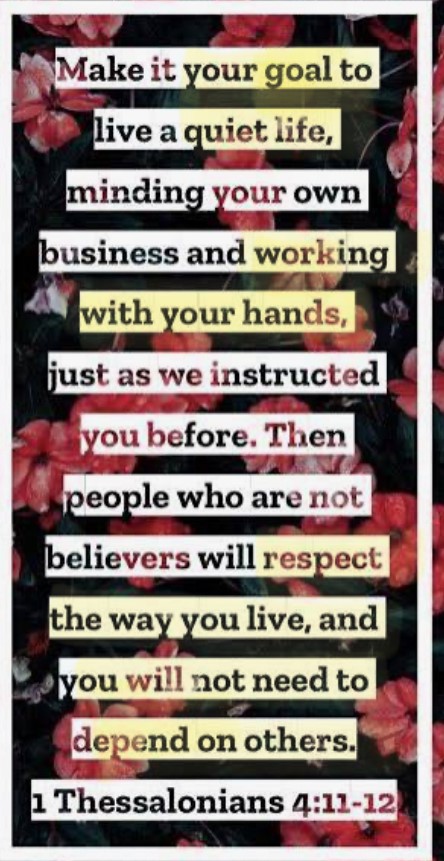 Make it your goal to
live a quiet life,
minding your own
business and working
with your hands,
just as we instructed
you before. Then
people who are not
believers will respect
the way you live, and
you will not need to
depend on others.
1 Thessalonians 4:11-12